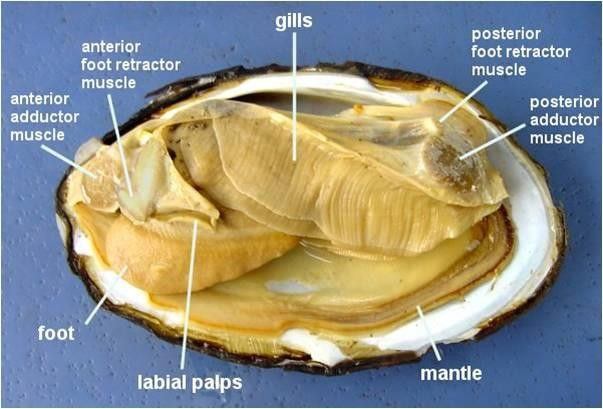 gills
anterior
foot retractor
muscle
posterior
foot retractor
muscle
anterior
adductor
muscle
posterior
adductor
muscle
foot
labial palps
mantle